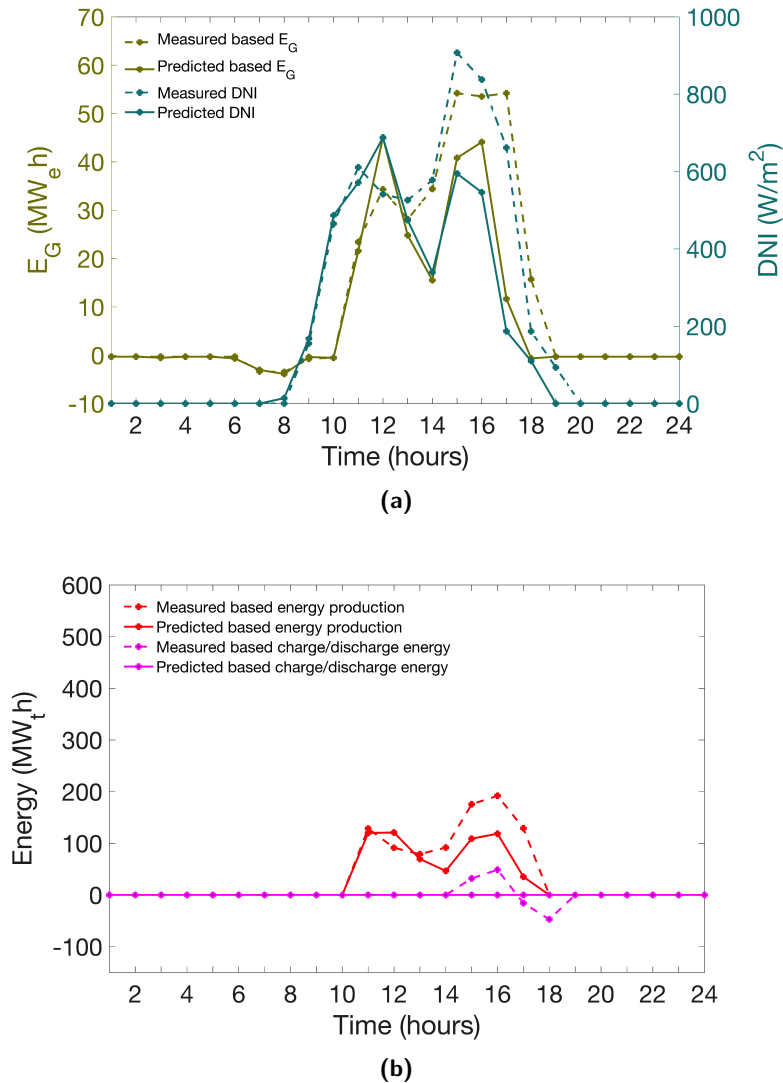 70
60
50
40
30
20
10
0
-10
E_G (MW_eh)
Measured based E_G
Predicted based E_G
Measured DNI
Predicted DNI
1000
800
600
400
200
0
DNI (W/m²)
2 4 6 8 10 12 14 16 18 20 22 24
Time (hours)
(a)
600
500
400
300
200
100
0
-100
Energy (MW_th)
Measured based energy production
Predicted based energy production
Measured based charge/discharge energy
Predicted based charge/discharge energy
2 4 6 8 10 12 14 16 18 20 22 24
Time (hours)
(b)